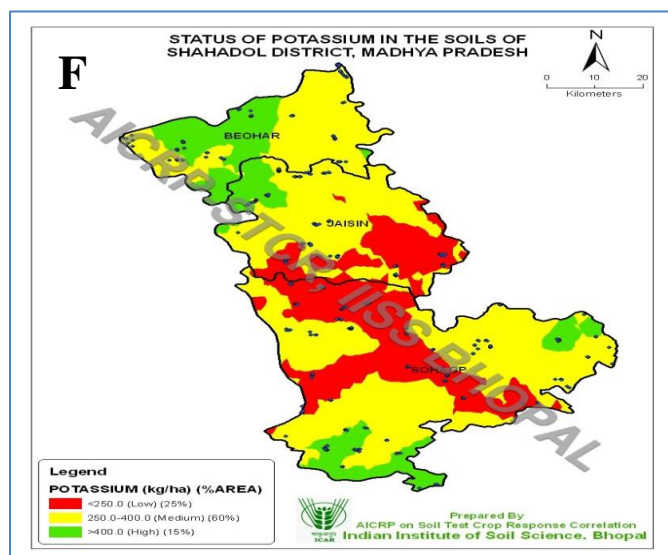 STATUS OF POTASSIUM IN THE SOILS OF
SHAHADOL DISTRICT, MADHYA PRADESH
F
N
0 10 20
Kilometers
BEOHAR
JAISIN
SOHAGP
AICRP STCR, IISS BHOPAL
Legend
POTASSIUM (kg/ha) (%AREA)
<250.0 (Low) (25%)
250.0-400.0 (Medium) (60%)
>400.0 (High) (15%)
ICAR
Prepared By
AICRP on Soil Test Crop Response Correlation
Indian Institute of Soil Science, Bhopal